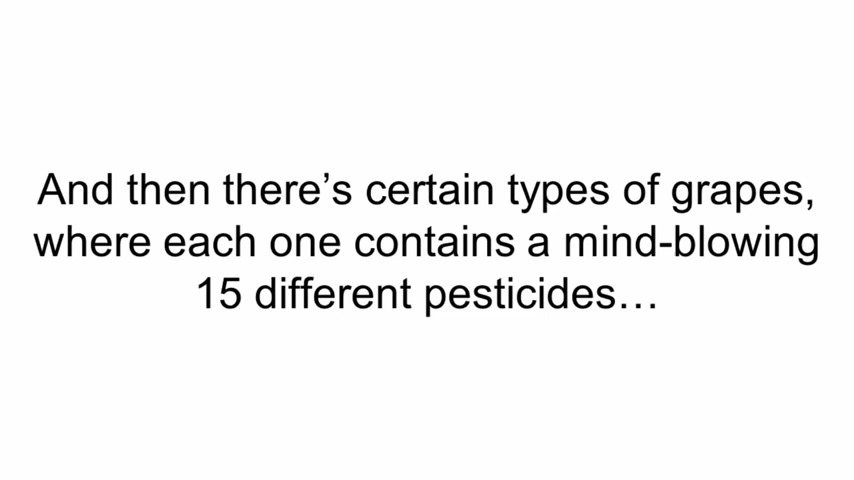 And then there’s certain types of grapes,
where each one contains a mind-blowing
15 different pesticides…